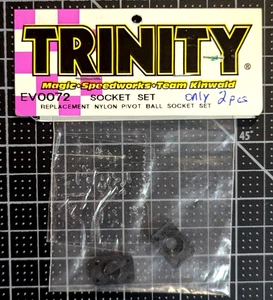 TRINITY®
Magic•Speedworks•Team Kinwald
EV0072 SOCKET SET only 2 pcs
REPLACEMENT NYLON PIVOT BALL SOCKET SET
45°